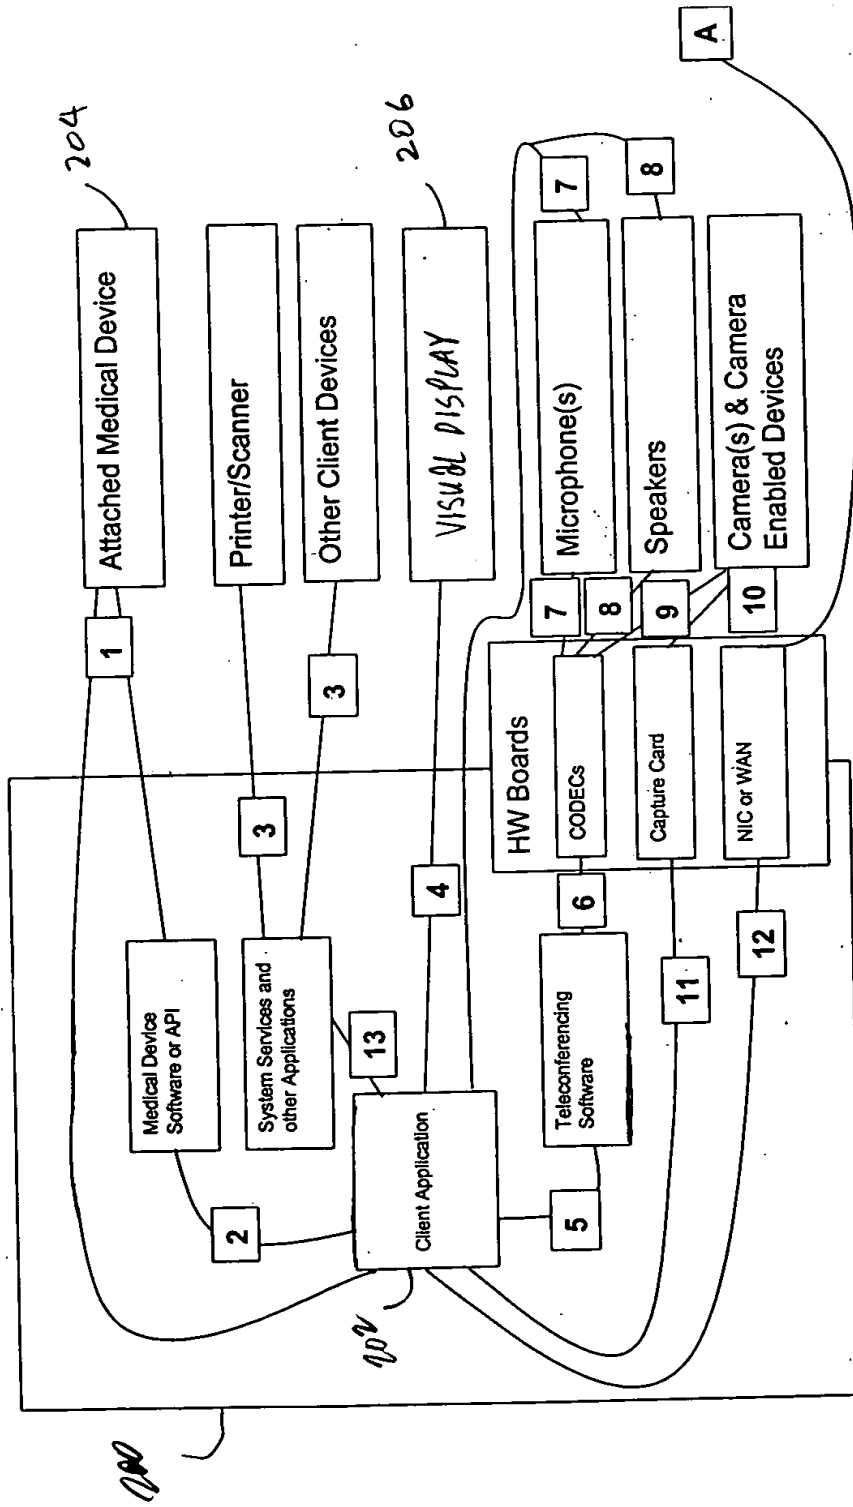 204
Attached Medical Device
1
Printer/Scanner
3
Other Client Devices
3
VISUAL DISPLAY
206
4
Medical Device
Software or API
2
System Services and
other Applications
13
Client Application
202
200
HW Boards
CODECs
Capture Card
NIC or WAN
Teleconferencing
Software
5
6
7
Microphone(s)
7
8
Speakers
8
9
Camera(s) & Camera
Enabled Devices
10
11
12
A